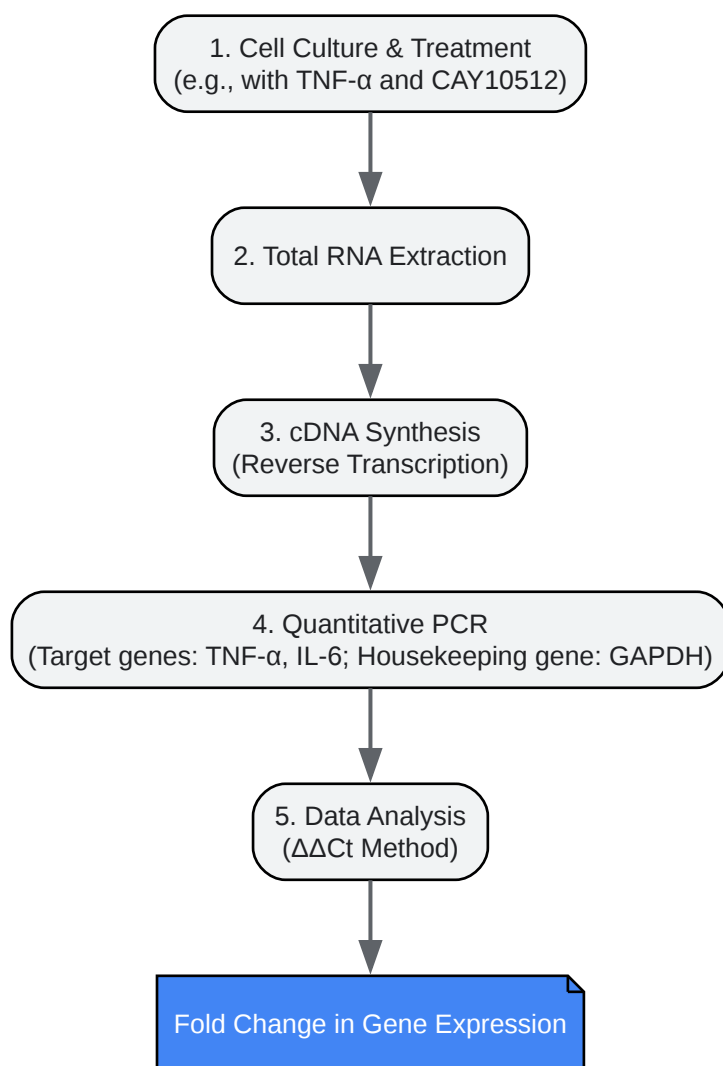 1. Cell Culture & Treatment
(e.g., with TNF-α and CAY10512)
2. Total RNA Extraction
3. cDNA Synthesis
(Reverse Transcription)
4. Quantitative PCR
(Target genes: TNF-α, IL-6; Housekeeping gene: GAPDH)
5. Data Analysis
(ΔΔCt Method)
Fold Change in Gene Expression